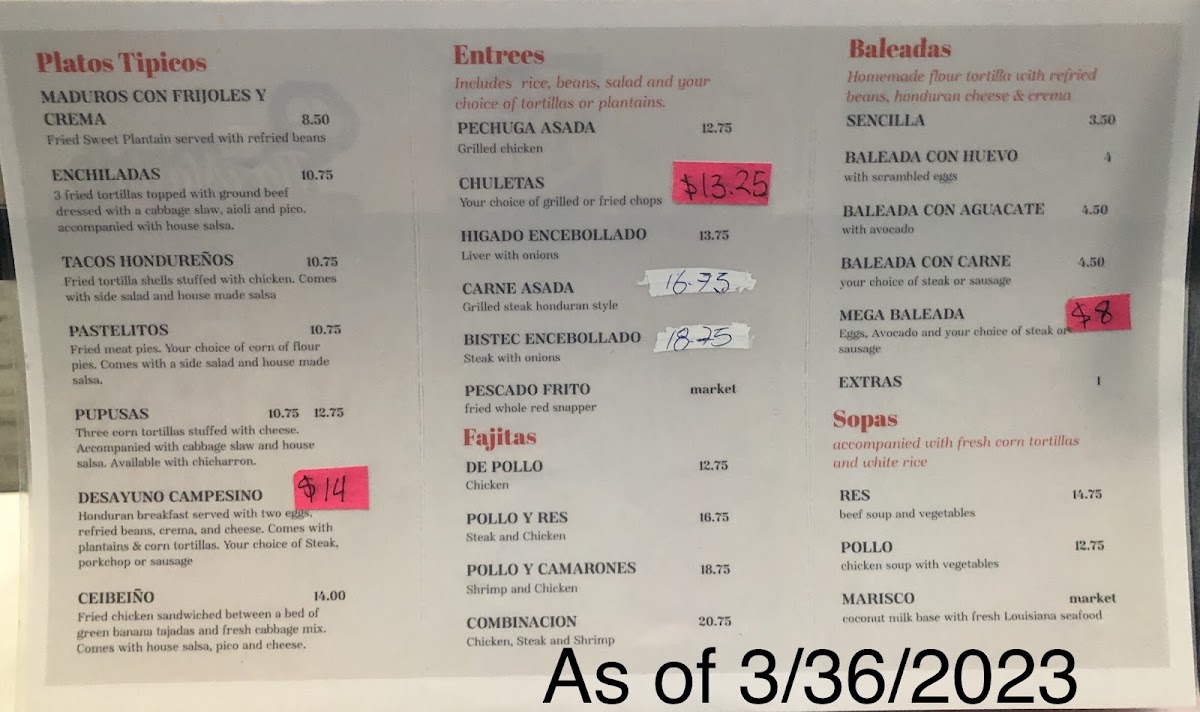 Platos Tipicos
MADUROS CON FRIJOLES Y
CREMA 8.50
Fried Sweet Plantain served with refried beans
ENCHILADAS 10.75
3 fried tortillas topped with ground beef
dressed with a cabbage slaw, aioli and pico.
accompanied with house salsa.
TACOS HONDUREÑOS 10.75
Fried tortilla shells stuffed with chicken. Comes
with side salad and house made salsa
PASTELITOS 10.75
Fried meat pies. Your choice of corn of flour
pies. Comes with a side salad and house made
salsa.
PUPUSAS 10.75 12.75
Three corn tortillas stuffed with cheese.
Accompanied with cabbage slaw and house
salsa. Available with chicharron.
DESAYUNO CAMPESINO $14
Honduran breakfast served with two eggs,
refried beans, crema, and cheese. Comes with
plantains & corn tortillas. Your choice of Steak,
porkchop or sausage
CEIBEIÑO 14.00
Fried chicken sandwiched between a bed of
green banana tajadas and fresh cabbage mix.
Comes with house salsa, pico and cheese.
Entrees
Includes rice, beans, salad and your
choice of tortillas or plantains.
PECHUGA ASADA 12.75
Grilled chicken
CHULETAS $13.25
Your choice of grilled or fried chops
HIGADO ENCEBOLLADO 13.75
Liver with onions
CARNE ASADA 16.75
Grilled steak honduran style
BISTEC ENCEBOLLADO 18.75
Steak with onions
PESCADO FRITO market
fried whole red snapper
Fajitas
DE POLLO 12.75
Chicken
POLLO Y RES 16.75
Steak and Chicken
POLLO Y CAMARONES 18.75
Shrimp and Chicken
COMBINACION 20.75
Chicken, Steak and Shrimp
Baleadas
Homemade flour tortilla with refried
beans, honduran cheese & crema
SENCILLA 3.50
BALEADA CON HUEVO 4
with scrambled eggs
BALEADA CON AGUACATE 4.50
with avocado
BALEADA CON CARNE 4.50
your choice of steak or sausage
MEGA BALEADA $8
Eggs, Avocado and your choice of steak or
sausage
EXTRAS 1
Sopas
accompanied with fresh corn tortillas
and white rice
RES 14.75
beef soup and vegetables
POLLO 12.75
chicken soup with vegetables
MARISCO market
coconut milk base with fresh Louisiana seafood
As of 3/36/2023